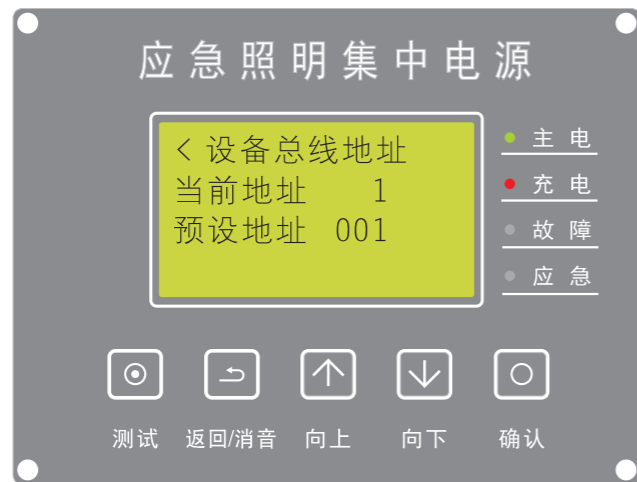 应急照明集中电源
< 设备总线地址
当前地址 1
预设地址 001
主电
充电
故障
应急
测试 返回/消音 向上 向下 确认